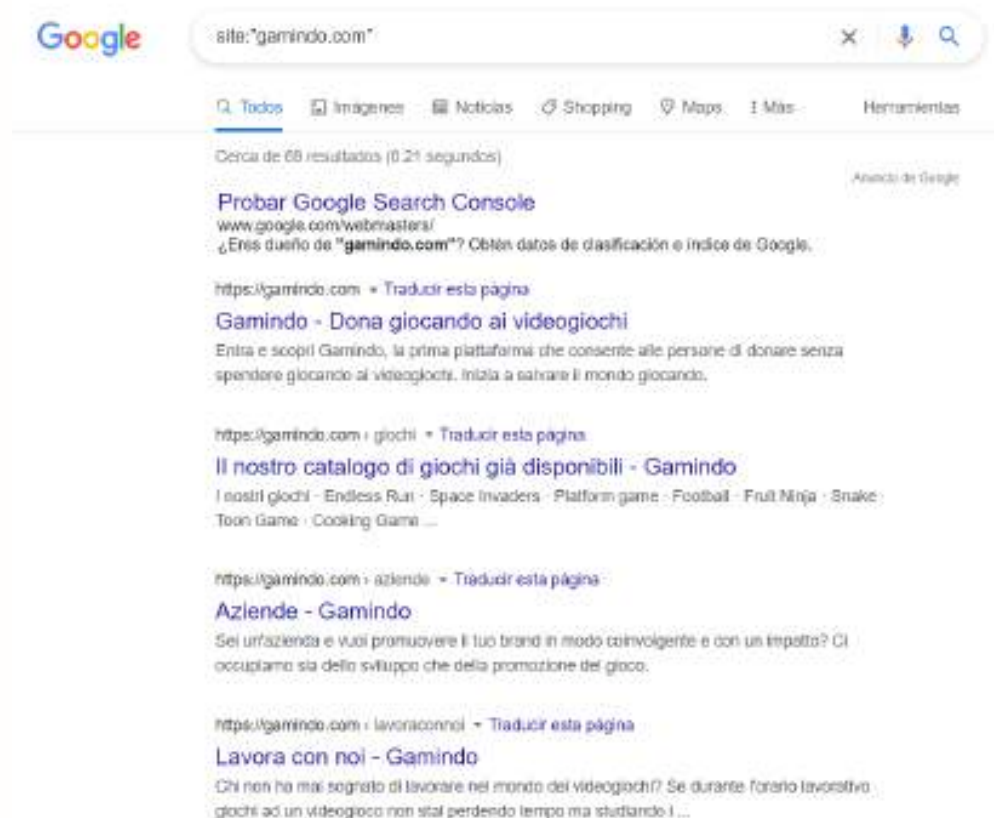 Google
site:"gamindo.com"
Todos Imágenes Noticias Shopping Maps Más Herramientas
Cerca de 68 resultados (0.21 segundos)
Anuncio de Google
Probar Google Search Console
www.google.com/webmasters/
¿Eres dueño de "gamindo.com"? Obtén datos de clasificación e índice de Google.
https://gamindo.com Traducir esta página
Gamindo - Dona giocando ai videogiochi
Entra e scopri Gamindo, la prima piattaforma che consente alle persone di donare senza
spendere giocando ai videogiochi. Inizia a salvare il mondo giocando.
https://gamindo.com › giochi Traducir esta página
Il nostro catalogo di giochi già disponibili - Gamindo
I nostri giochi · Endless Run · Space Invaders · Platform game · Football · Fruit Ninja · Snake ·
Toon Game · Cooking Game ...
https://gamindo.com › aziende Traducir esta página
Aziende - Gamindo
Sei un'azienda e vuoi promuovere il tuo brand in modo coinvolgente e con un impatto? Ci
occupiamo sia dello sviluppo che della promozione del gioco.
https://gamindo.com › lavoraconnoi Traducir esta página
Lavora con noi - Gamindo
Chi non ha mai sognato di lavorare nel mondo dei videogiochi? Se durante l'orario lavorativo
giochi ad un videogioco non stai perdendo tempo ma studiando i ...